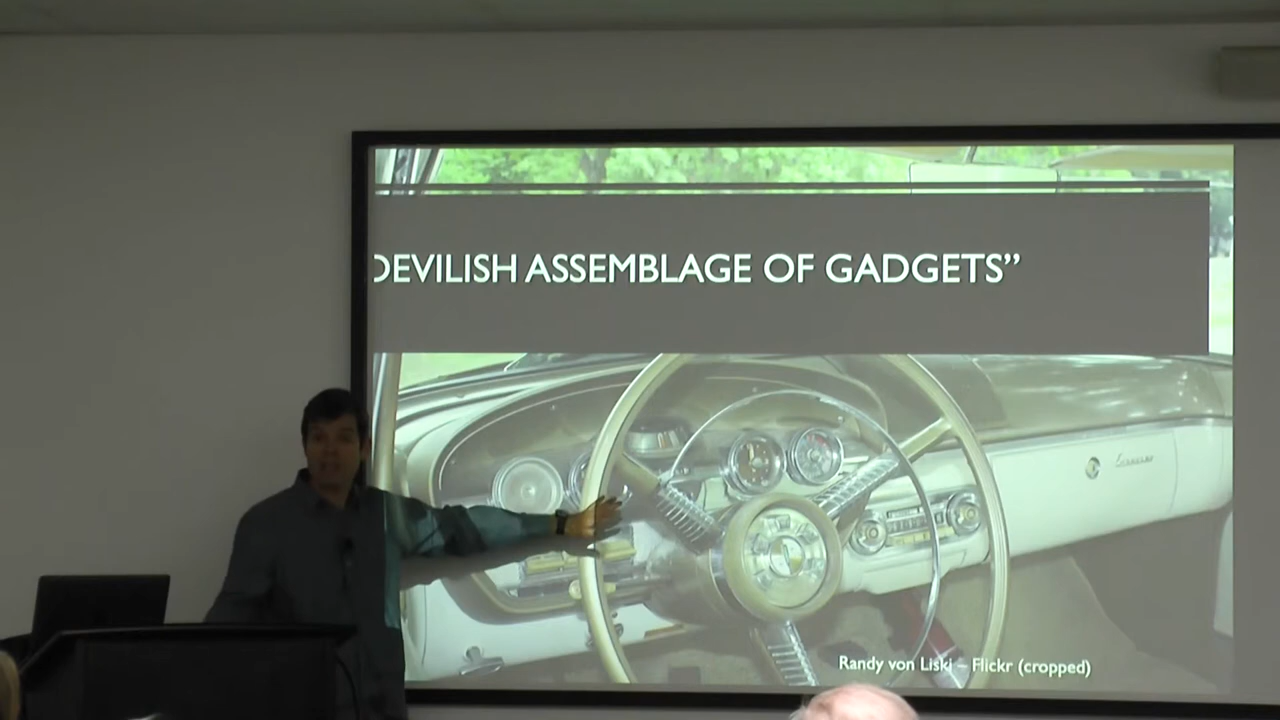 DEVILISH ASSEMBLAGE OF GADGETS”
Randy von Liski – Flickr (cropped)